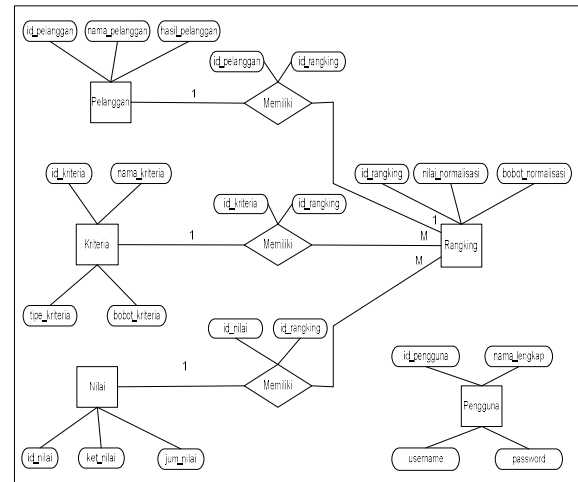 id_pelanggan nama_pelanggan hasil_pelanggan
id_pelanggan id_rangking
Pelanggan 1 Memiliki
id_kriteria nama_kriteria
id_rangking nilai_normalisasi bobot_normalisasi
id_kriteria id_rangking
1
Kriteria 1 Memiliki M Rangking
M
tipe_kriteria bobot_kriteria
id_nilai id_rangking
id_pengguna nama_lengkap
Nilai 1 Memiliki
Pengguna
id_nilai ket_nilai jum_nilai
username password